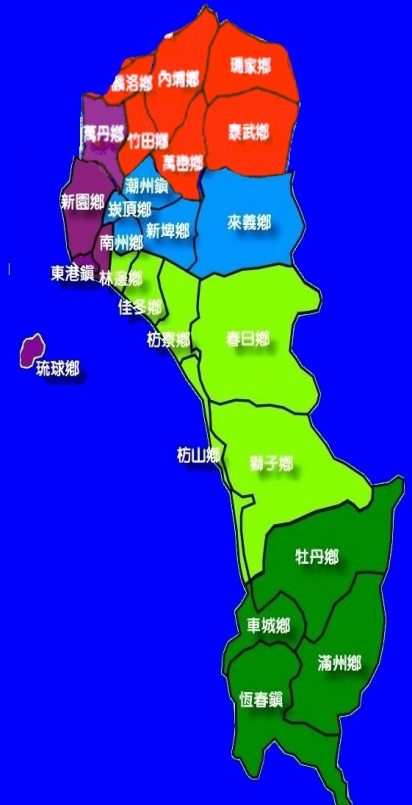 瑪家鄉
內埔鄉
麟洛鄉
萬丹鄉
竹田鄉
泰武鄉
萬巒鄉
潮州鎮
新園鄉
崁頂鄉
來義鄉
新埤鄉
南州鄉
東港鎮
林邊鄉
佳冬鄉
枋寮鄉
春日鄉
琉球鄉
枋山鄉
獅子鄉
牡丹鄉
車城鄉
滿州鄉
恆春鎮